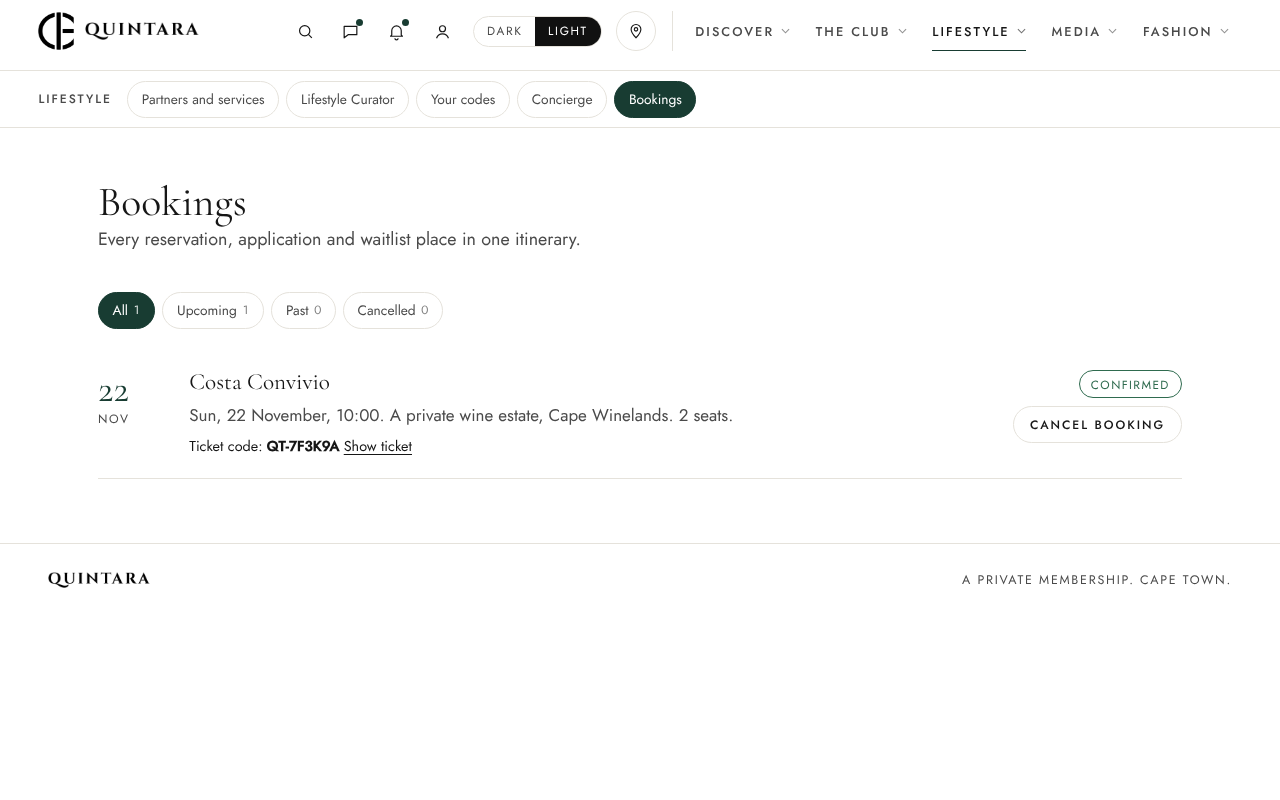 QUINTARA
DARK LIGHT
DISCOVER THE CLUB LIFESTYLE MEDIA FASHION
LIFESTYLE Partners and services Lifestyle Curator Your codes Concierge Bookings
Bookings
Every reservation, application and waitlist place in one itinerary.
All 1 Upcoming 1 Past 0 Cancelled 0
22
NOV
Costa Convivio
Sun, 22 November, 10:00. A private wine estate, Cape Winelands. 2 seats.
Ticket code: QT-7F3K9A Show ticket
CONFIRMED
CANCEL BOOKING
QUINTARA
A PRIVATE MEMBERSHIP. CAPE TOWN.